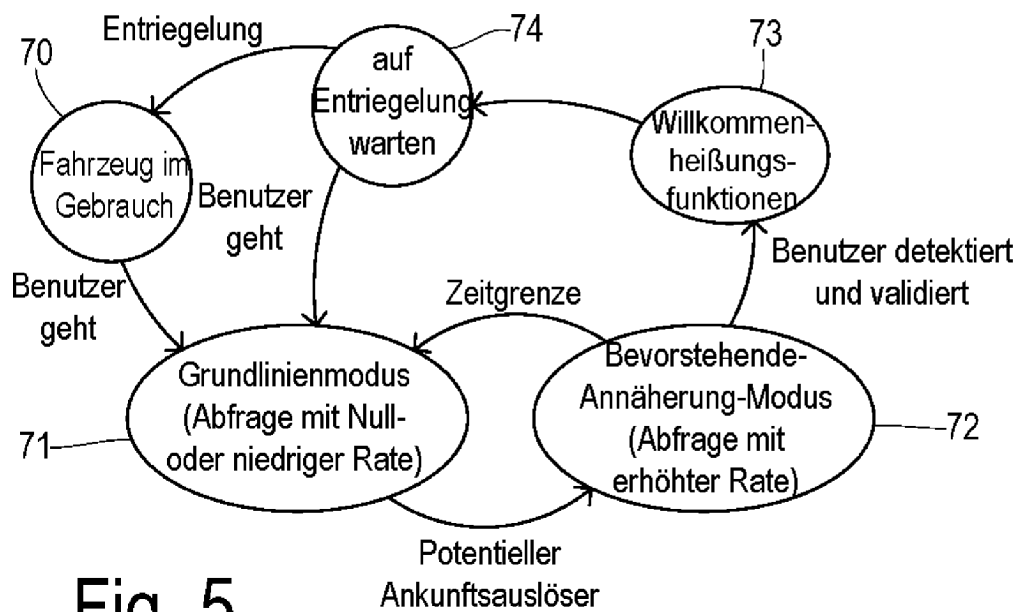 Entriegelung
70
74
73
auf
Entriegelung
warten
Willkommen-
heißungs-
funktionen
Fahrzeug im
Gebrauch
Benutzer
geht
Benutzer
geht
Benutzer detektiert
und validiert
Zeitgrenze
Grundlinienmodus
(Abfrage mit Null-
oder niedriger Rate)
71
Bevorstehende-
Annäherung-Modus
(Abfrage mit
erhöhter Rate)
72
Potentieller
Ankunftsauslöser
Fig. 5